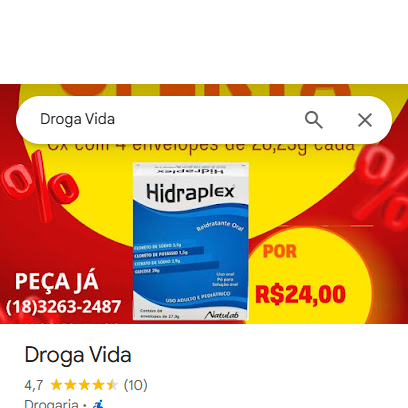 OFERTA
Droga Vida
Cx com 4 envelopes de 28,23g cada
Hidraplex
Hidraplex
Reidratante Oral
CLORETO DE SÓDIO 3,5g
CLORETO DE POTÁSSIO 1,5g
CITRATO DE SÓDIO 2,9g
GLICOSE 20g
Uso oral
Pó para
Solução oral
USO ADULTO E PEDIÁTRICO
Contém 04
envelopes de 27,9g
Natulab
POR
R$24,00
PEÇA JÁ
(18)3263-2487
Droga Vida
4,7 (10)
Drogaria ·